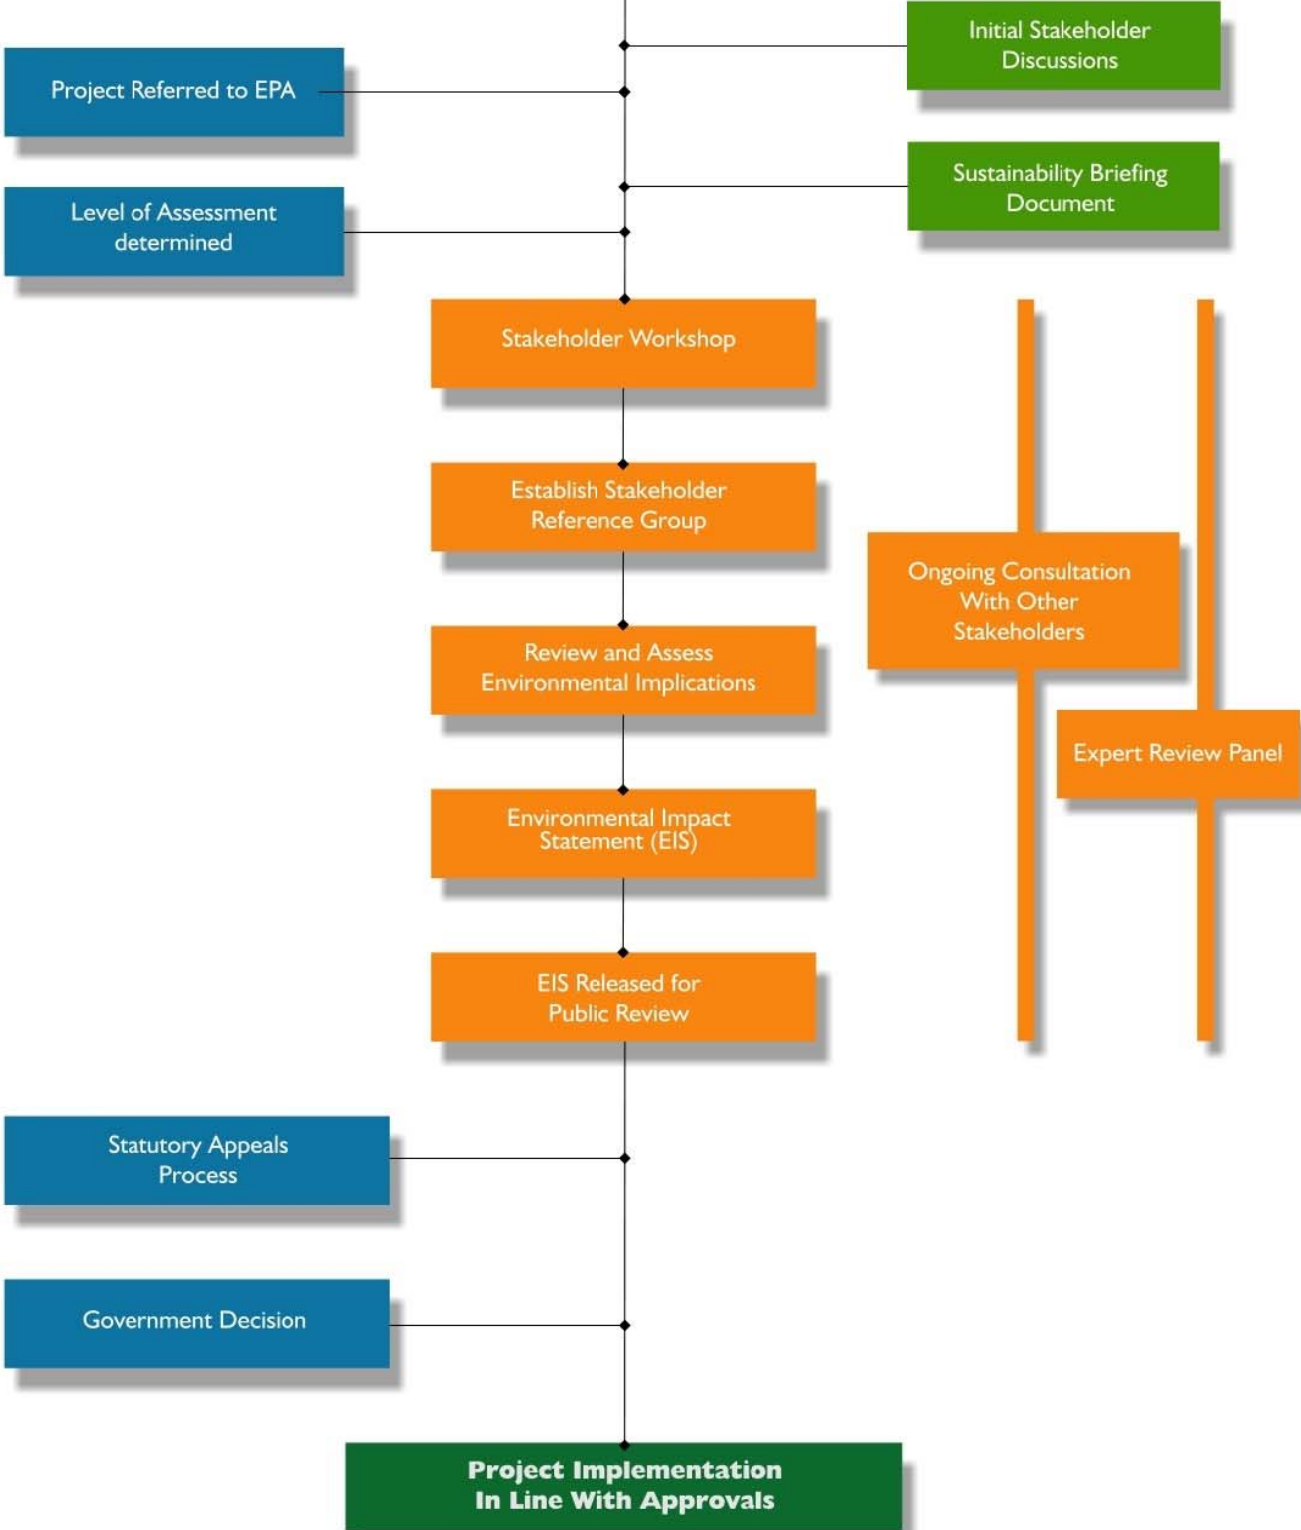 Initial Stakeholder
Discussions
Project Referred to EPA
Sustainability Briefing
Document
Level of Assessment
determined
Stakeholder Workshop
Establish Stakeholder
Reference Group
Ongoing Consultation
With Other
Stakeholders
Review and Assess
Environmental Implications
Expert Review Panel
Environmental Impact
Statement (EIS)
EIS Released for
Public Review
Statutory Appeals
Process
Government Decision
Project Implementation
In Line With Approvals